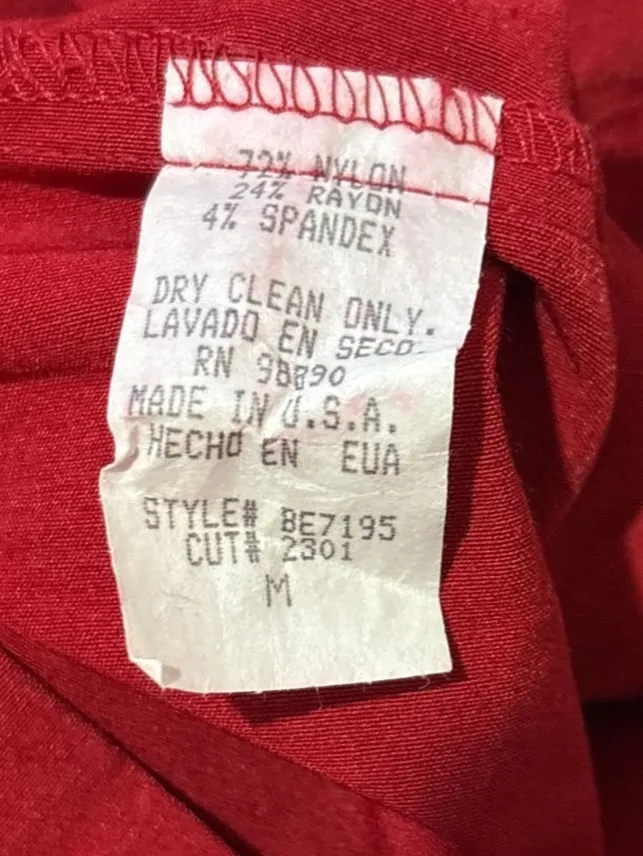 72% NYLON
24% RAYON
4% SPANDEX
DRY CLEAN ONLY.
LAVADO EN SECO.
RN 98890
MADE IN U.S.A.
HECHO EN EUA
STYLE# BE7195
CUT# 2301
M